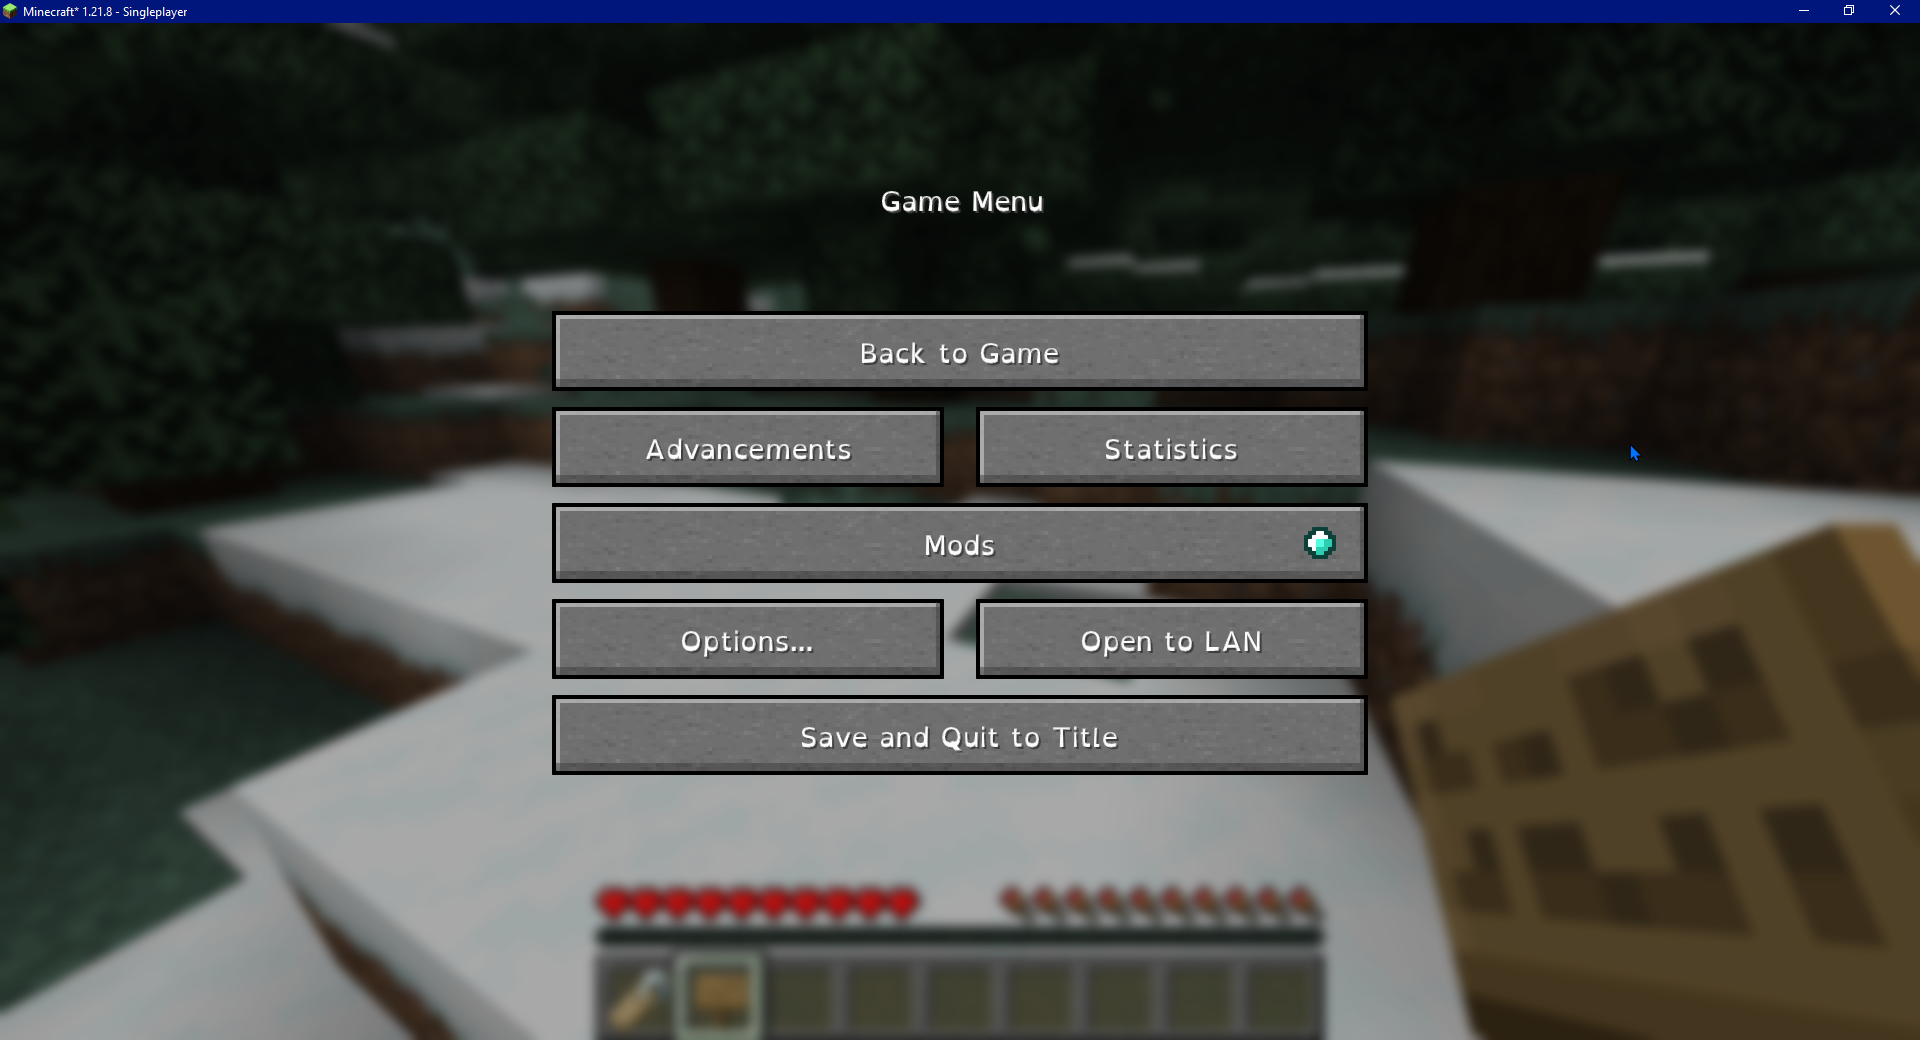 Minecraft* 1.21.8 - Singleplayer
Game Menu
Back to Game
Advancements
Statistics
Mods
Options...
Open to LAN
Save and Quit to Title